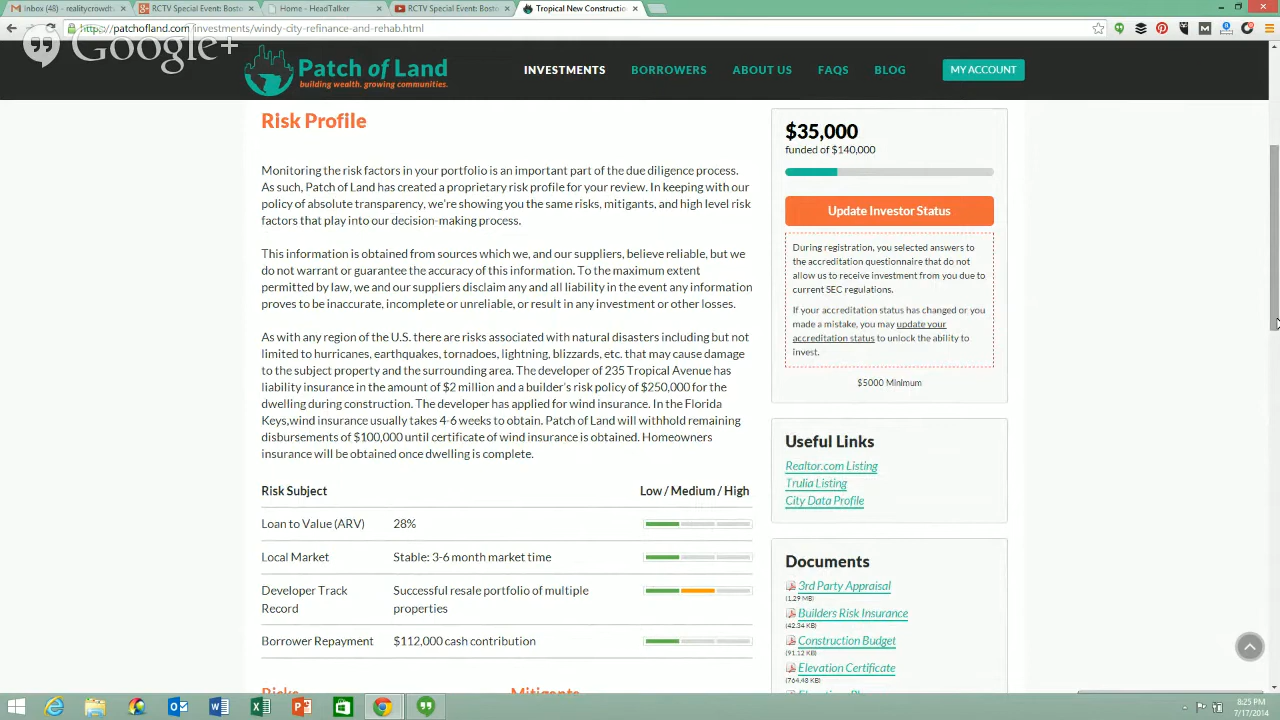 Inbox (48) - realitycrowdt
RCTV Special Event: Bosto
Home - HeadTalker
RCTV Special Event: Bosto
Tropical New Constructio
https://patchofland.com/investments/windy-city-refinance-and-rehab.html
Google+
Patch of Land
building wealth. growing communities.
INVESTMENTS
BORROWERS
ABOUT US
FAQS
BLOG
MY ACCOUNT
Risk Profile
Monitoring the risk factors in your portfolio is an important part of the due diligence process.
As such, Patch of Land has created a proprietary risk profile for your review. In keeping with our
policy of absolute transparency, we're showing you the same risks, mitigants, and high level risk
factors that play into our decision-making process.
This information is obtained from sources which we, and our suppliers, believe reliable, but we
do not warrant or guarantee the accuracy of this information. To the maximum extent
permitted by law, we and our suppliers disclaim any and all liability in the event any information
proves to be inaccurate, incomplete or unreliable, or result in any investment or other losses.
As with any region of the U.S. there are risks associated with natural disasters including but not
limited to hurricanes, earthquakes, tornadoes, lightning, blizzards, etc. that may cause damage
to the subject property and the surrounding area. The developer of 235 Tropical Avenue has
liability insurance in the amount of $2 million and a builder's risk policy of $250,000 for the
dwelling during construction. The developer has applied for wind insurance. In the Florida
Keys,wind insurance usually takes 4-6 weeks to obtain. Patch of Land will withhold remaining
disbursements of $100,000 until certificate of wind insurance is obtained. Homeowners
insurance will be obtained once dwelling is complete.
Risk Subject
Low / Medium / High
Loan to Value (ARV)
28%
Local Market
Stable: 3-6 month market time
Developer Track
Record
Successful resale portfolio of multiple
properties
Borrower Repayment
$112,000 cash contribution
Risks
Mitigants
$35,000
funded of $140,000
Update Investor Status
During registration, you selected answers to
the accreditation questionnaire that do not
allow us to receive investment from you due to
current SEC regulations.
If your accreditation status has changed or you
made a mistake, you may update your
accreditation status to unlock the ability to
invest.
$5000 Minimum
Useful Links
Realtor.com Listing
Trulia Listing
City Data Profile
Documents
3rd Party Appraisal
(1.29 MB)
Builders Risk Insurance
(42.34 KB)
Construction Budget
(91.12 KB)
Elevation Certificate
(764.48 KB)
8:25 PM
7/17/2014